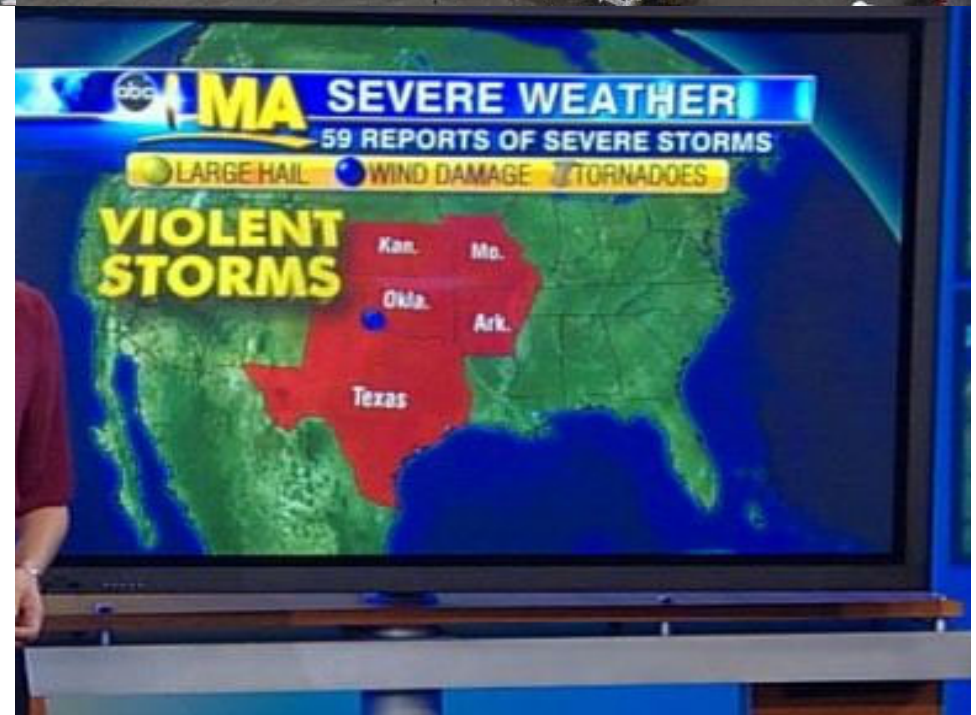 abc MA SEVERE WEATHER
59 REPORTS OF SEVERE STORMS
LARGE HAIL WIND DAMAGE TORNADOES
VIOLENT
STORMS
Kan. Mo.
Okla.
Ark.
Texas